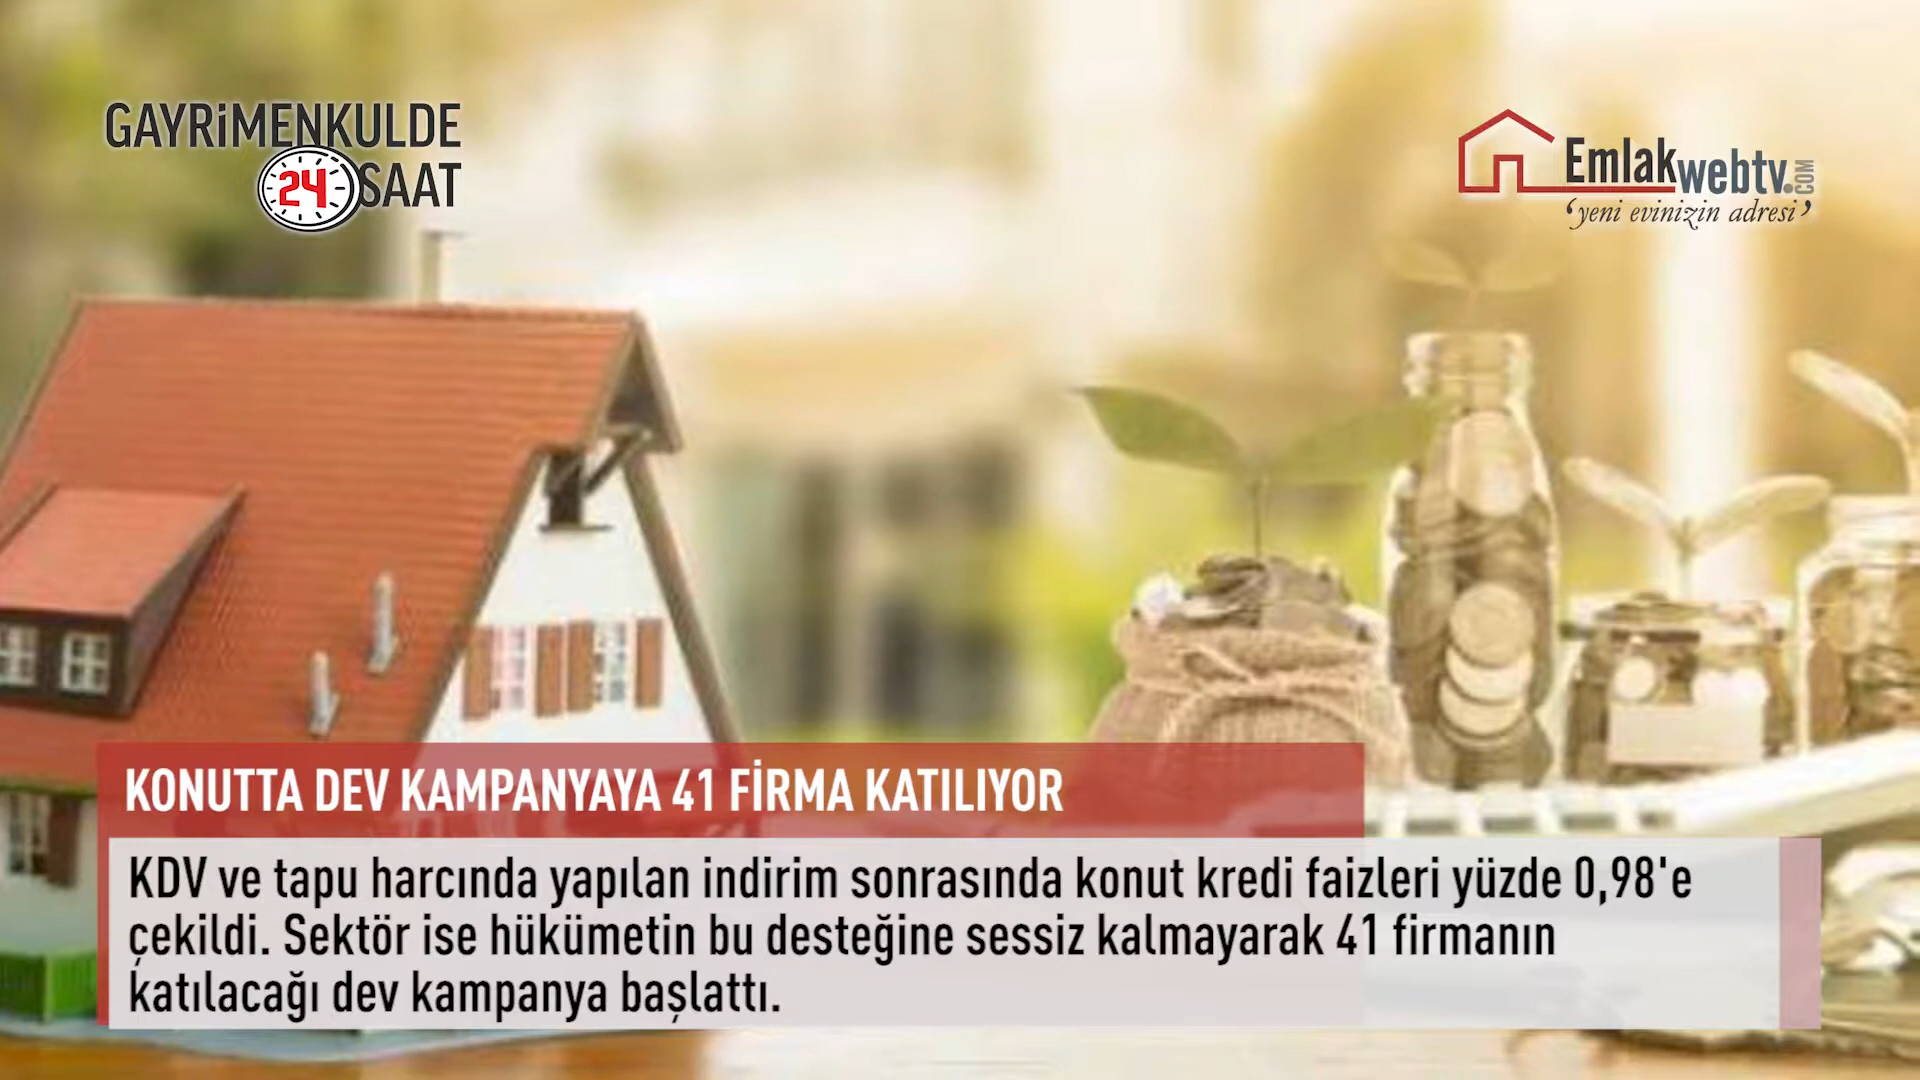 GAYRİMENKULDE
24 SAAT
Emlakwebtv.com
‘yeni evinizin adresi’
KONUTTA DEV KAMPANYAYA 41 FİRMA KATILIYOR
KDV ve tapu harcında yapılan indirim sonrasında konut kredi faizleri yüzde 0,98'e
çekildi. Sektör ise hükümetin bu desteğine sessiz kalmayarak 41 firmanın
katılacağı dev kampanya başlattı.